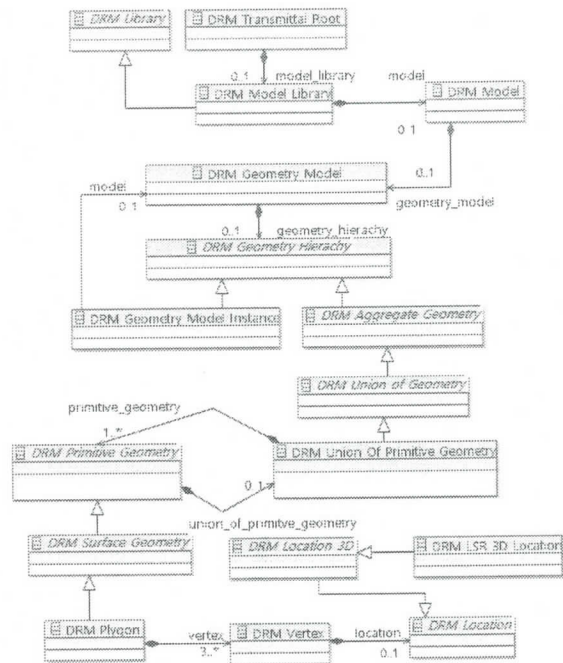 DRM Library
DRM Transmittal Root
0..1
model_library
DRM Model Library
model
0..1
DRM Model
0..1
geometry_model
model
0..1
DRM Geometry Model
0..1
geometry_hierachy
DRM Geometry Hierachy
DRM Geometry Model Instance
DRM Aggregate Geometry
DRM Union of Geometry
primitive_geometry
1..*
DRM Primitive Geometry
DRM Union Of Primitive Geometry
0..1
union_of_primitve_geometry
DRM Surface Geometry
DRM Location 3D
DRM LSR 3D Location
DRM Plygon
vertex
3..*
DRM Vertex
location
0..1
DRM Location